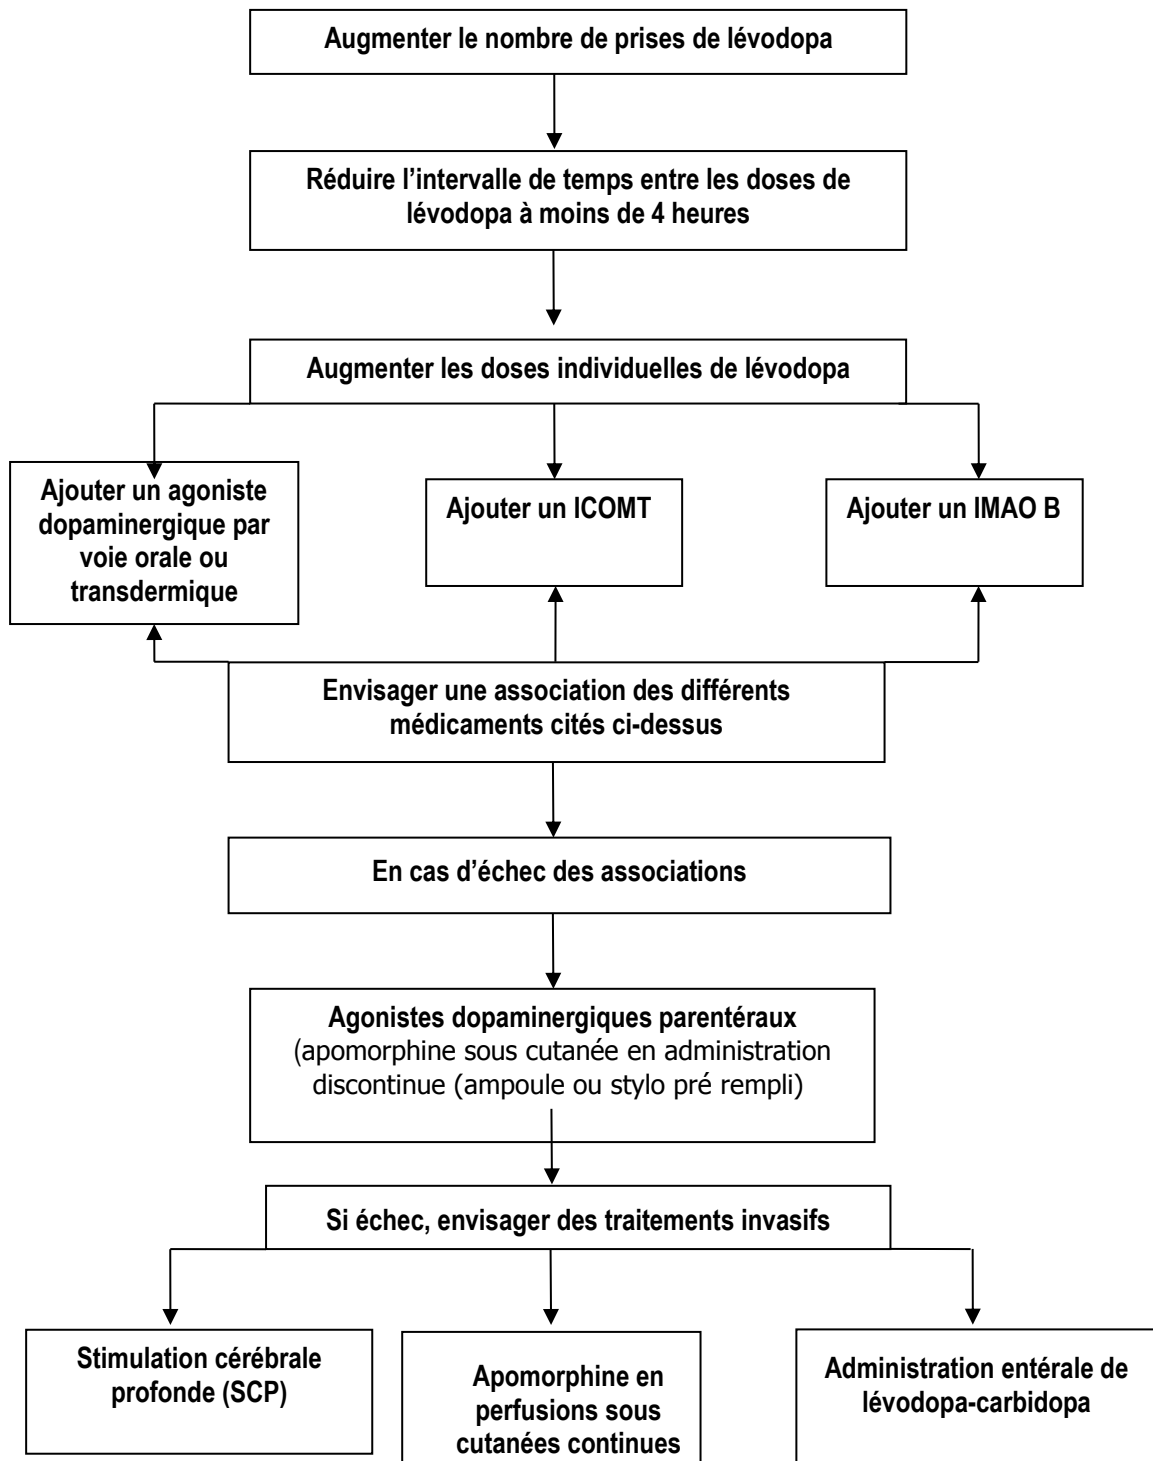 Augmenter le nombre de prises de lévodopa
Réduire l’intervalle de temps entre les doses de
lévodopa à moins de 4 heures
Augmenter les doses individuelles de lévodopa
Ajouter un agoniste
dopaminergique par
voie orale ou
transdermique
Ajouter un ICOMT
Ajouter un IMAO B
Envisager une association des différents
médicaments cités ci-dessus
En cas d’échec des associations
Agonistes dopaminergiques parentéraux
(apomorphine sous cutanée en administration
discontinue (ampoule ou stylo pré rempli)
Si échec, envisager des traitements invasifs
Stimulation cérébrale
profonde (SCP)
Apomorphine en
perfusions sous
cutanées continues
Administration entérale de
lévodopa-carbidopa